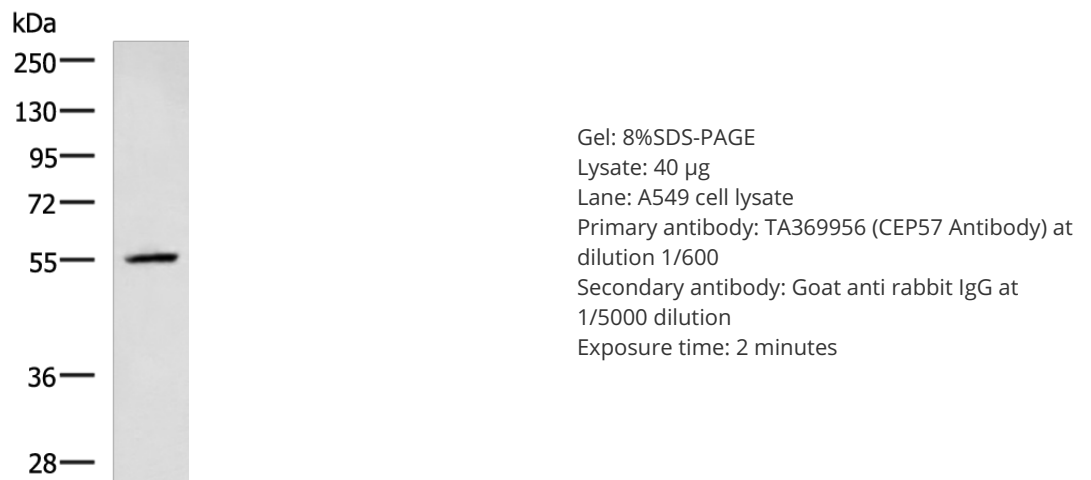 kDa
250
130
95
72
55
36
28
Gel: 8%SDS-PAGE
Lysate: 40 μg
Lane: A549 cell lysate
Primary antibody: TA369956 (CEP57 Antibody) at
dilution 1/600
Secondary antibody: Goat anti rabbit IgG at
1/5000 dilution
Exposure time: 2 minutes